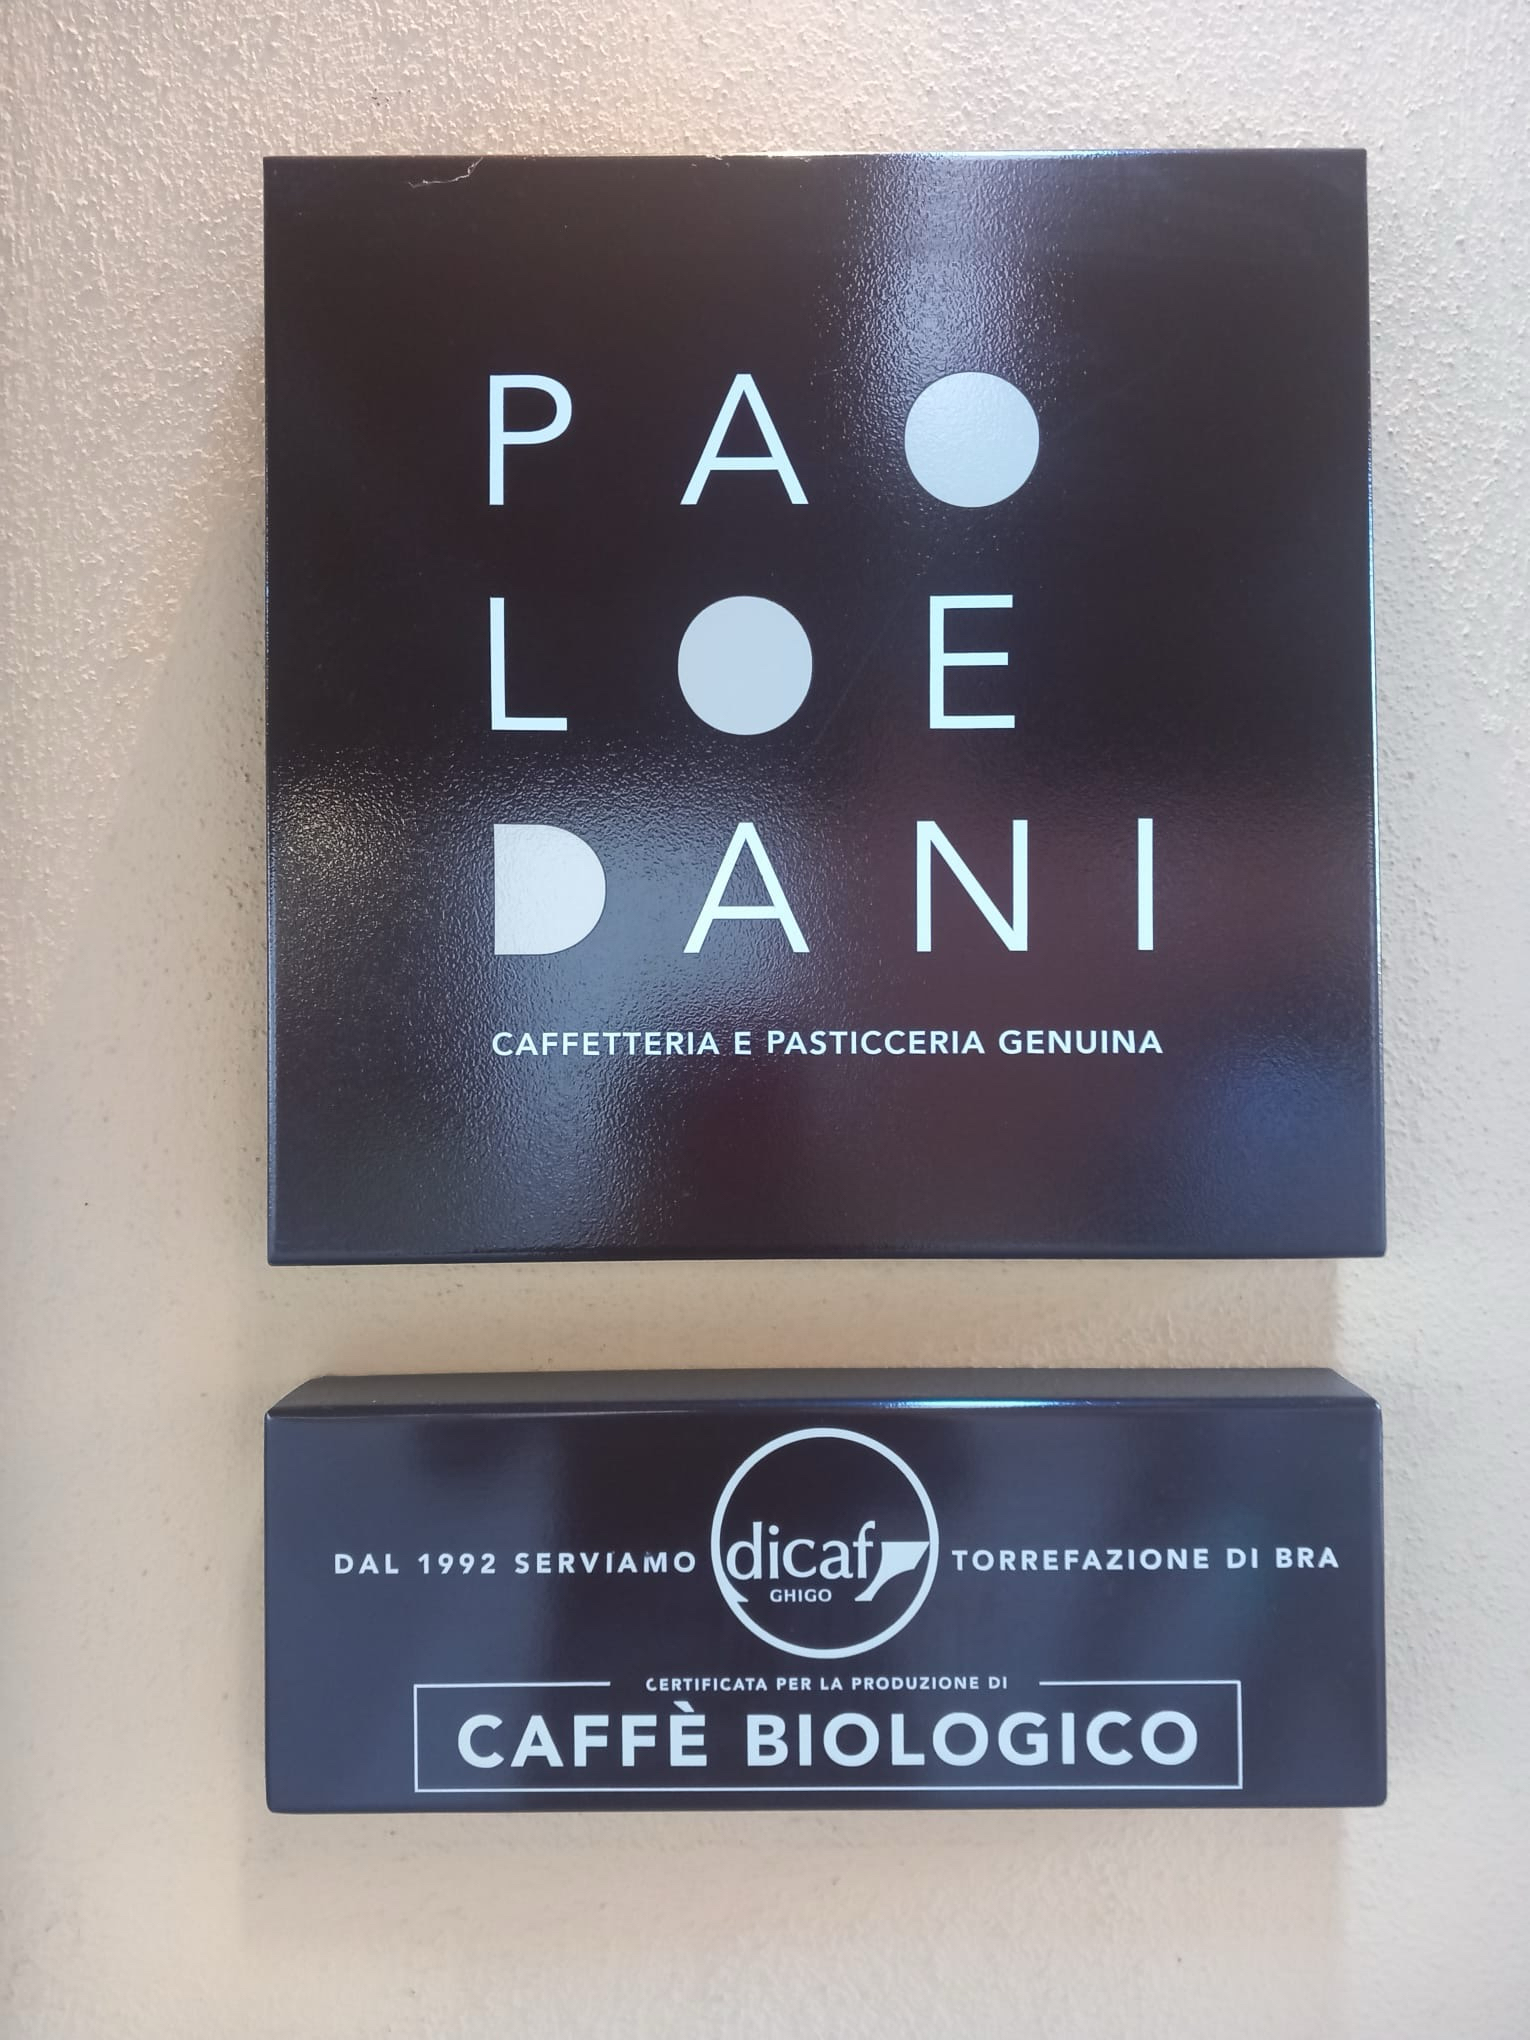 PAO
LOE
DANI
CAFFETTERIA E PASTICCERIA GENUINA
DAL 1992 SERVIAMO dicaf TORREFAZIONE DI BRA
GHIGO
CERTIFICATA PER LA PRODUZIONE DI
CAFFÈ BIOLOGICO